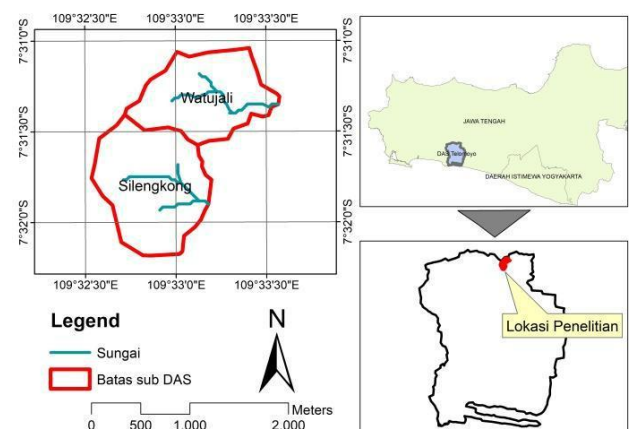 109°32'30"E 109°33'0"E 109°33'30"E
7°31'0"S
7°31'30"S
7°32'0"S
Watujali
Silengkong
7°31'0"S
7°31'30"S
7°32'0"S
109°32'30"E 109°33'0"E 109°33'30"E
Legend
Sungai
Batas sub DAS
N
0 500 1.000 2.000
Meters
JAWA TENGAH
DAS Telomoyo
DAERAH ISTIMEWA YOGYAKARTA
Lokasi Penelitian